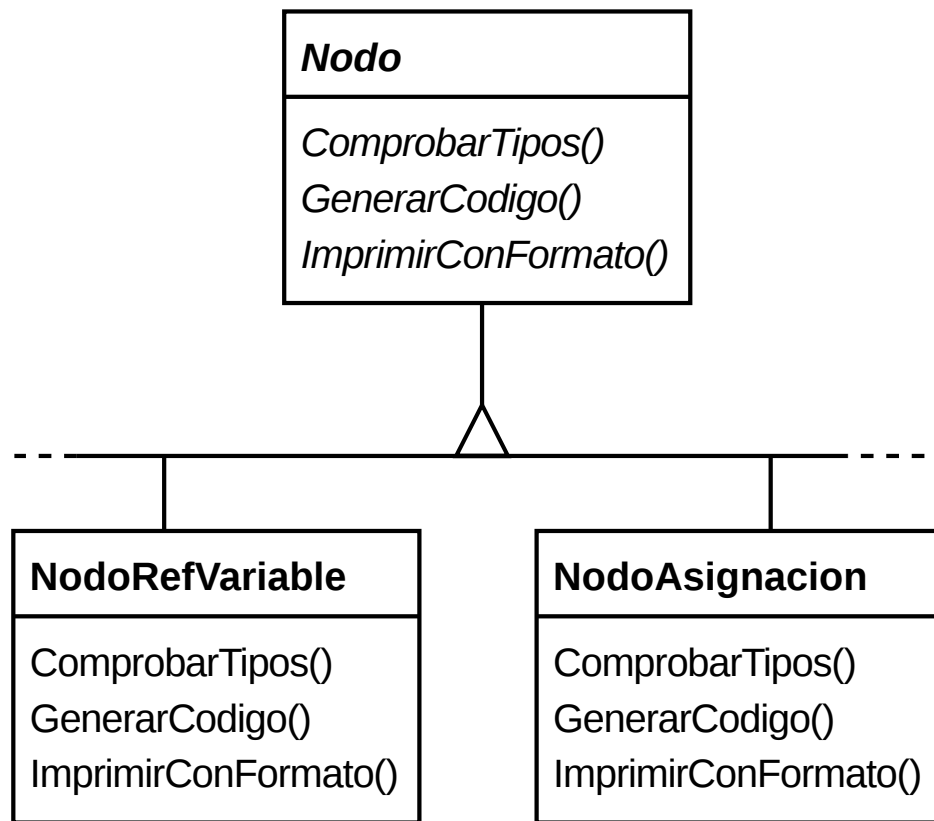 Nodo
ComprobarTipos()
GenerarCodigo()
ImprimirConFormato()
NodoRefVariable
ComprobarTipos()
GenerarCodigo()
ImprimirConFormato()
NodoAsignacion
ComprobarTipos()
GenerarCodigo()
ImprimirConFormato()